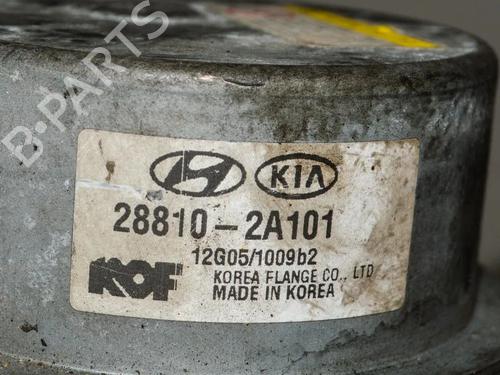 B-PARTS
KIA
28810-2A101
12G05/1009b2
KOF KOREA FLANGE CO., LTD
MADE IN KOREA